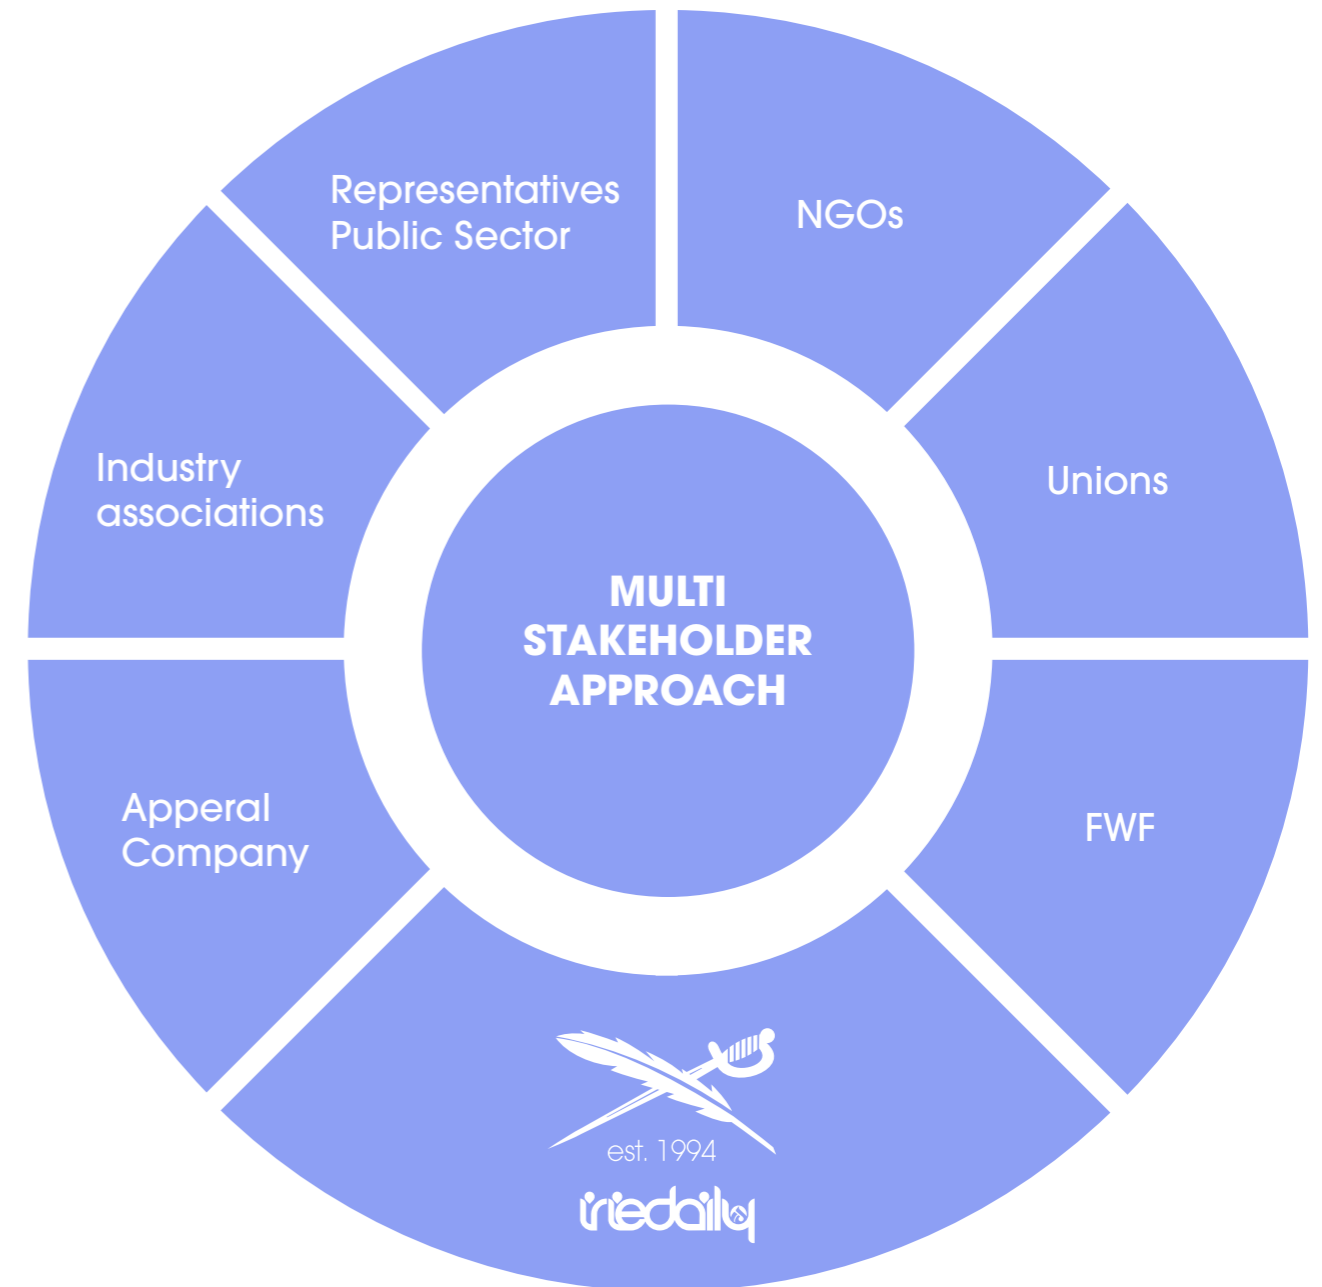 Representatives
Public Sector
NGOs
Industry
associations
Unions
MULTI
STAKEHOLDER
APPROACH
Apperal
Company
FWF
est. 1994
iriedaily